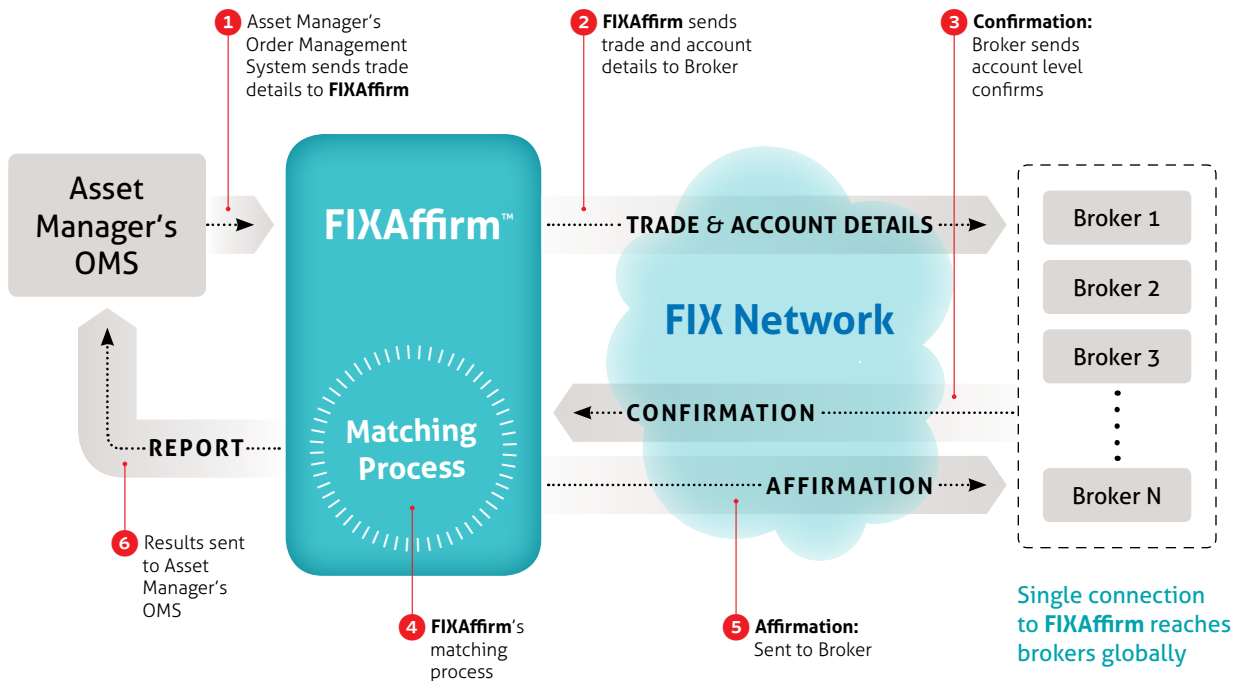 1 Asset Manager's
Order Management
System sends trade
details to FIXAffirm
2 FIXAffirm sends
trade and account
details to Broker
3 Confirmation:
Broker sends
account level
confirms
Asset
Manager's
OMS
FIXAffirm™
TRADE & ACCOUNT DETAILS
FIX Network
Broker 1
Broker 2
Broker 3
Broker N
CONFIRMATION
Matching
Process
REPORT
AFFIRMATION
6 Results sent
to Asset
Manager's
OMS
4 FIXAffirm's
matching
process
5 Affirmation:
Sent to Broker
Single connection
to FIXAffirm reaches
brokers globally